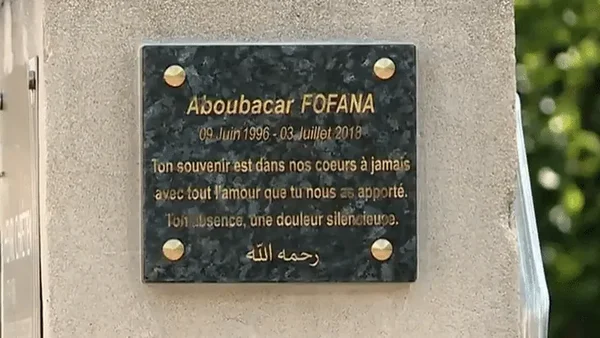 Aboubacar FOFANA
09 Juin 1996 - 03 Juillet 2018
Ton souvenir est dans nos coeurs à jamais
avec tout l'amour que tu nous as apporté.
Ton absence, une douleur silencieuse.
رحمه الله